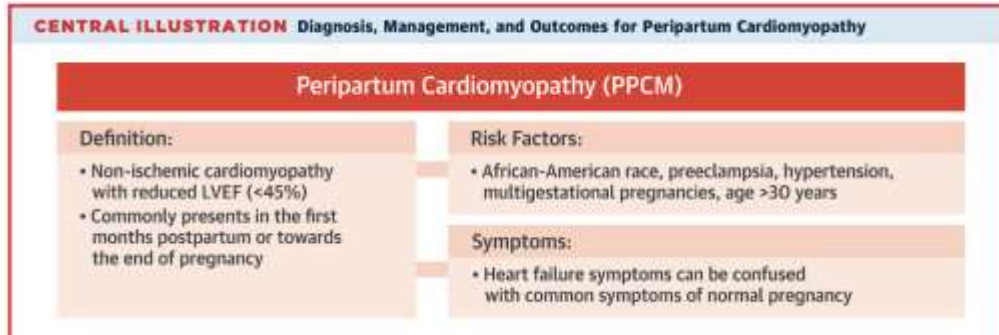 CENTRAL ILLUSTRATION Diagnosis, Management, and Outcomes for Peripartum Cardiomyopathy
Peripartum Cardiomyopathy (PPCM)
Definition:
• Non-ischemic cardiomyopathy
with reduced LVEF (<45%)
• Commonly presents in the first
months postpartum or towards
the end of pregnancy
Risk Factors:
• African-American race, preeclampsia, hypertension,
multigestational pregnancies, age >30 years
Symptoms:
• Heart failure symptoms can be confused
with common symptoms of normal pregnancy